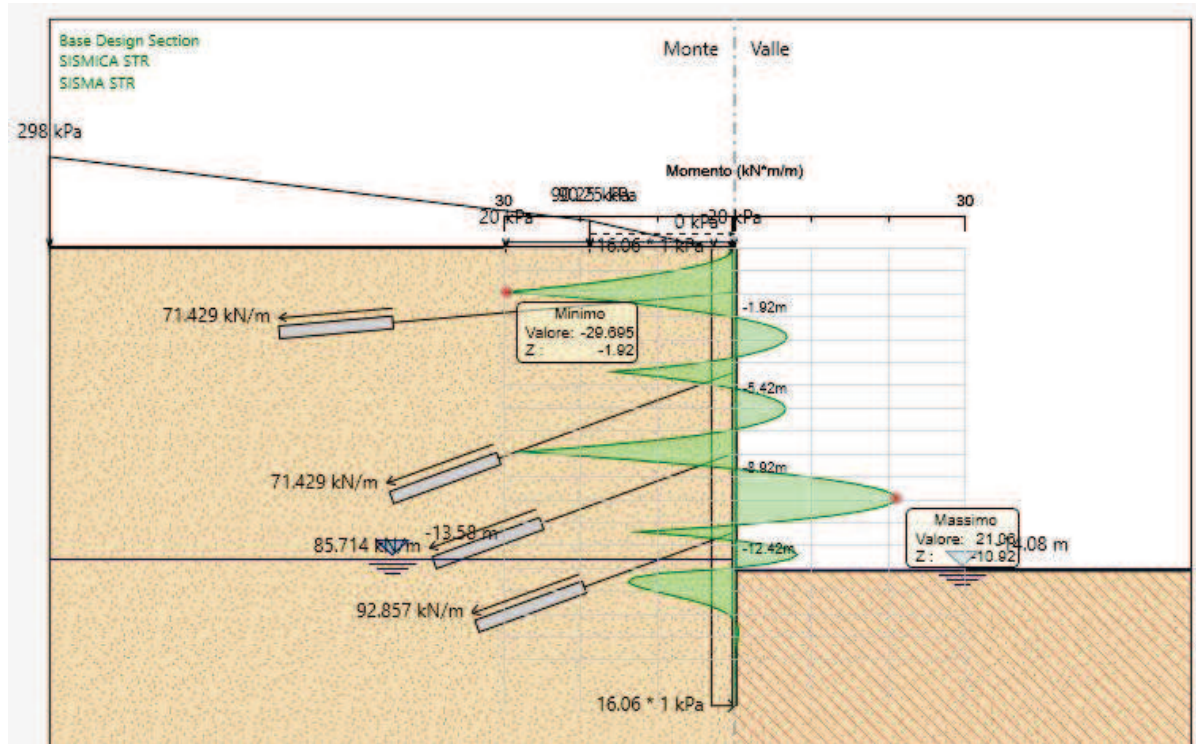 Base Design Section
SISMICA STR
SISMA STR
Monte
Valle
298 kPa
Momento (kN*m/m)
30
30
20 kPa
0 kPa
20 kPa
16.06 * 1 kPa
71.429 kN/m
Minimo
Valore: -29.695
Z : -1.92
-1.92m
-5.42m
-8.92m
71.429 kN/m
-13.58 m
85.714 kN/m
Massimo
Valore: 21.06
Z : -10.92
-14.08 m
-12.42m
92.857 kN/m
16.06 * 1 kPa